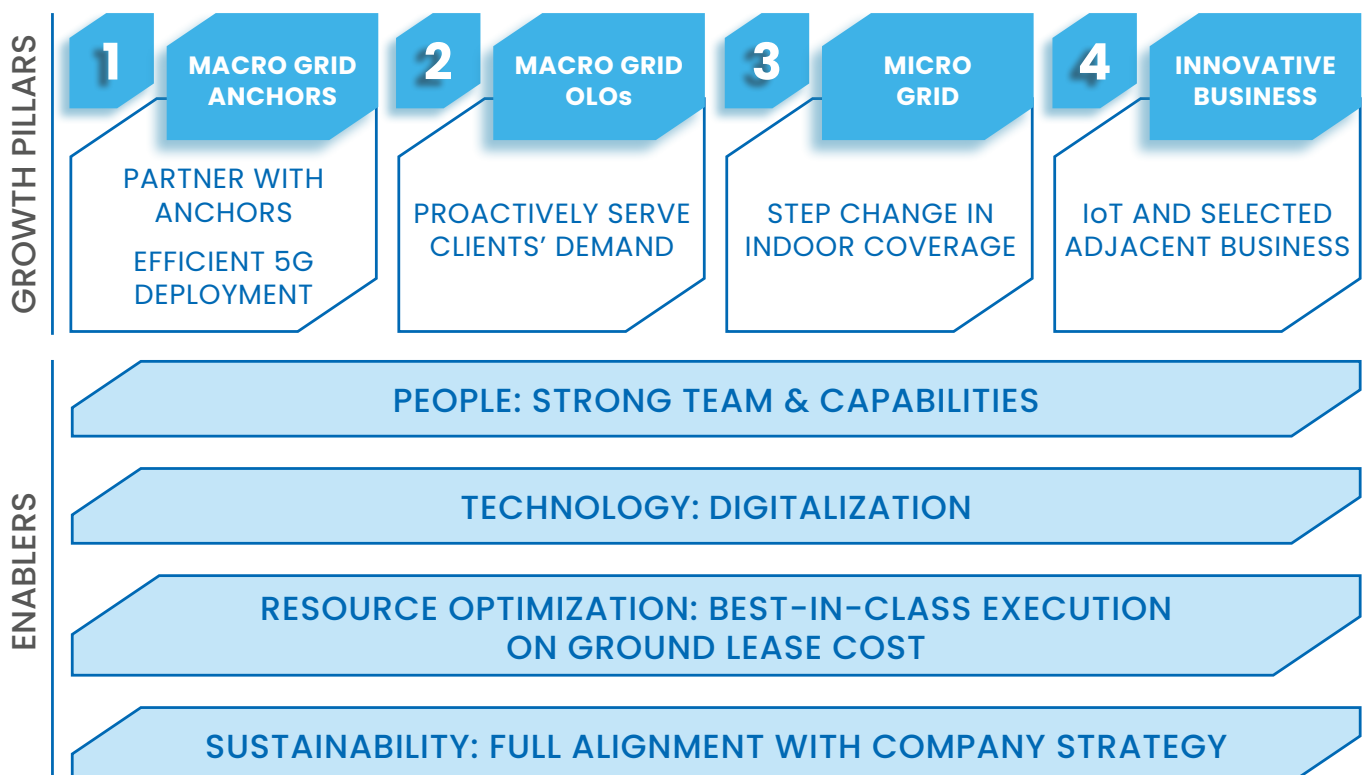 GROWTH PILLARS
1
MACRO GRID
ANCHORS
PARTNER WITH
ANCHORS
EFFICIENT 5G
DEPLOYMENT
2
MACRO GRID
OLOs
PROACTIVELY SERVE
CLIENTS’ DEMAND
3
MICRO
GRID
STEP CHANGE IN
INDOOR COVERAGE
4
INNOVATIVE
BUSINESS
IoT AND SELECTED
ADJACENT BUSINESS
ENABLERS
PEOPLE: STRONG TEAM & CAPABILITIES
TECHNOLOGY: DIGITALIZATION
RESOURCE OPTIMIZATION: BEST-IN-CLASS EXECUTION
ON GROUND LEASE COST
SUSTAINABILITY: FULL ALIGNMENT WITH COMPANY STRATEGY